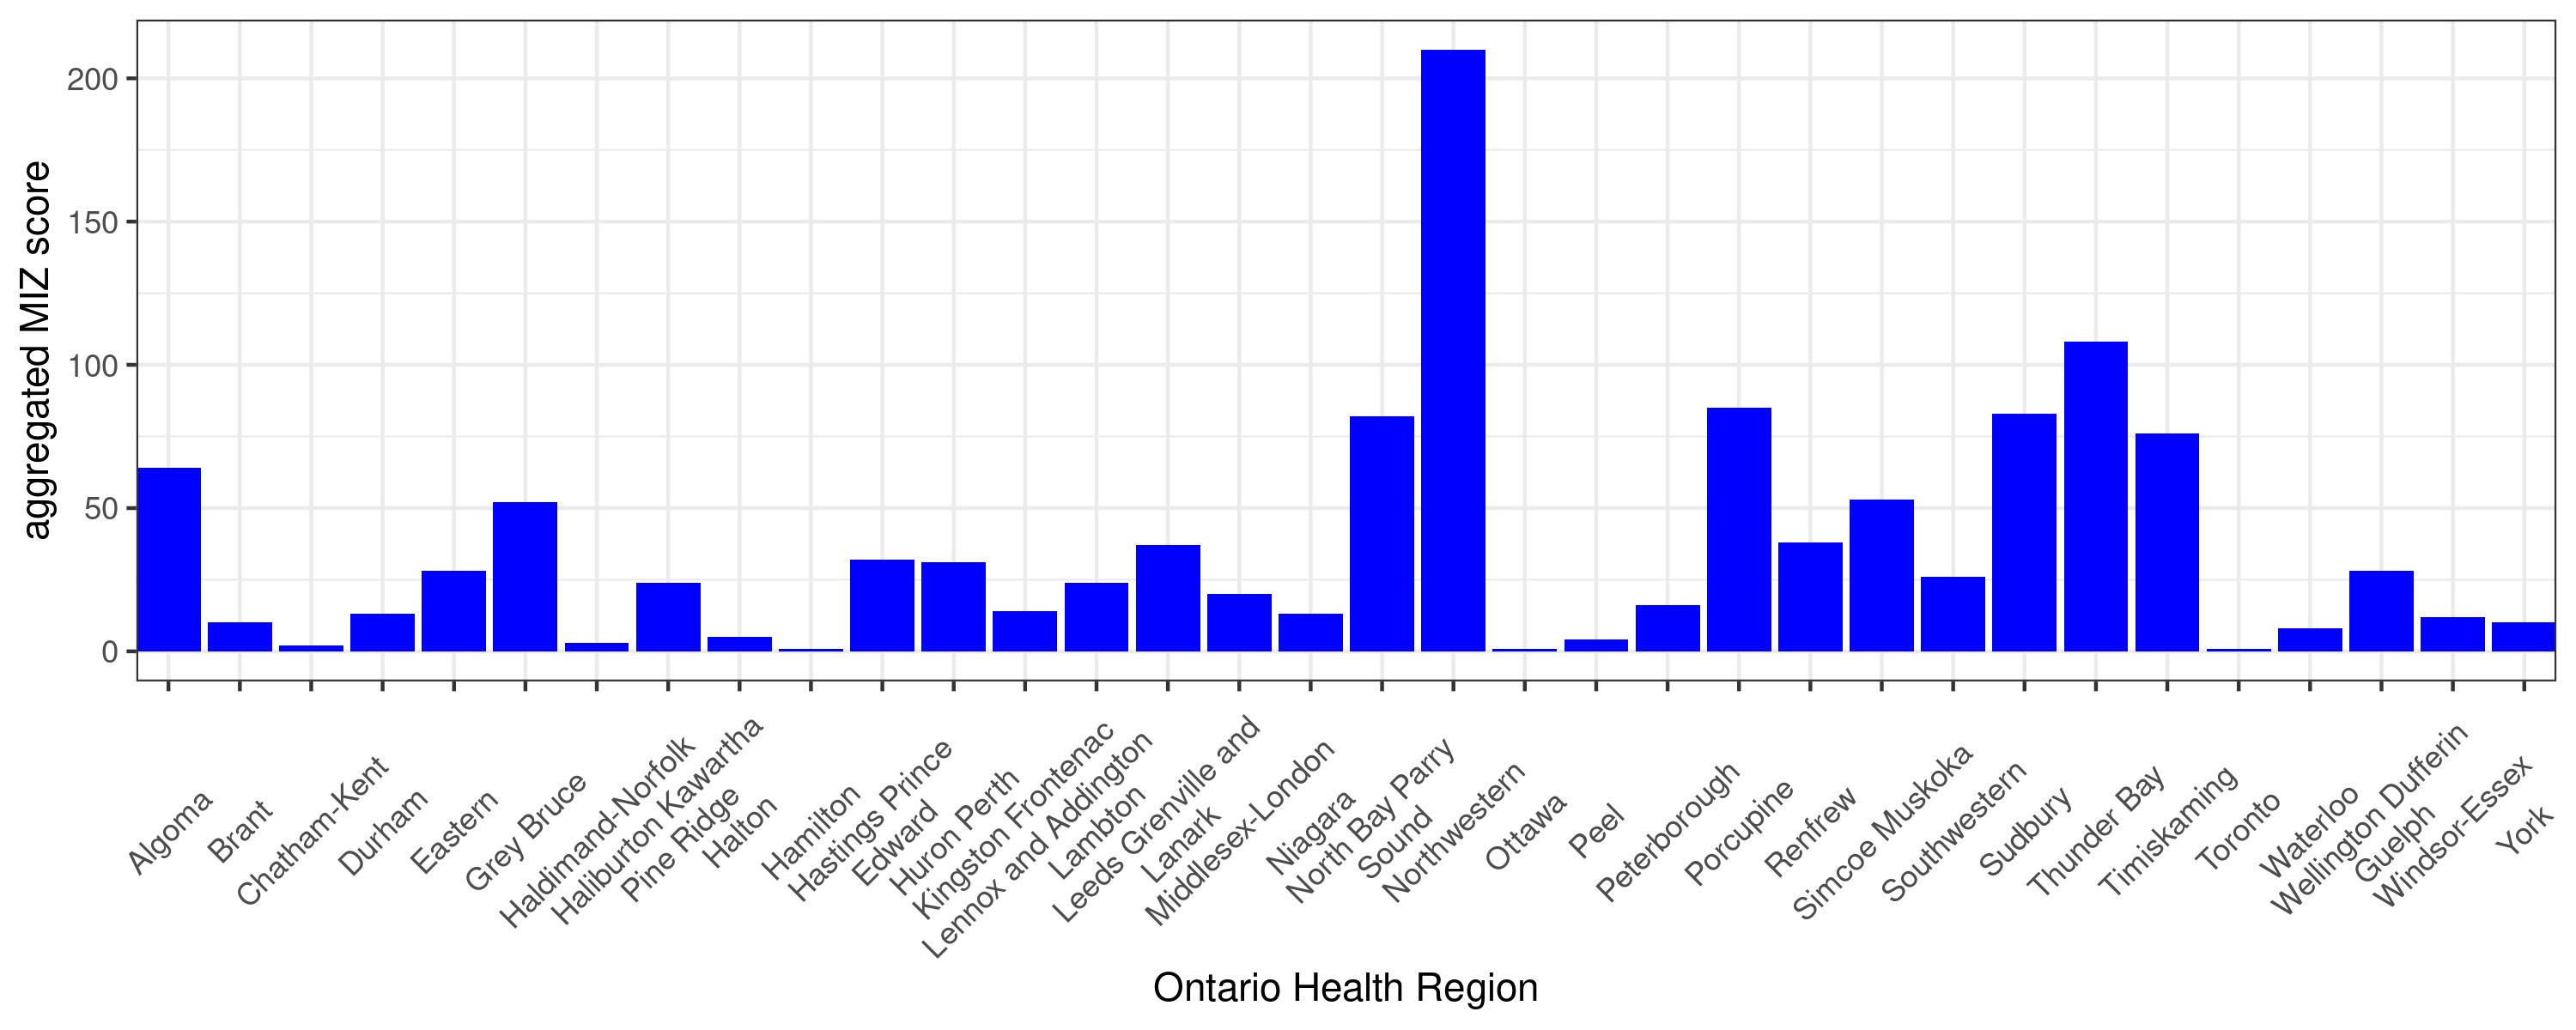 200
150
100
50
0
aggregated MIZ score
Algoma
Brant
Chatham-Kent
Durham
Eastern
Grey Bruce
Haldimand-Norfolk
Haliburton Kawartha
Pine Ridge
Halton
Hamilton
Hastings Prince
Edward
Huron Perth
Kingston Frontenac
Lennox and Addington
Lambton
Leeds Grenville and
Lanark
Middlesex-London
Niagara
North Bay Parry
Sound
Northwestern
Ottawa
Peel
Peterborough
Porcupine
Renfrew
Simcoe Muskoka
Southwestern
Sudbury
Thunder Bay
Timiskaming
Toronto
Waterloo
Wellington Dufferin
Guelph
Windsor-Essex
York
Ontario Health Region